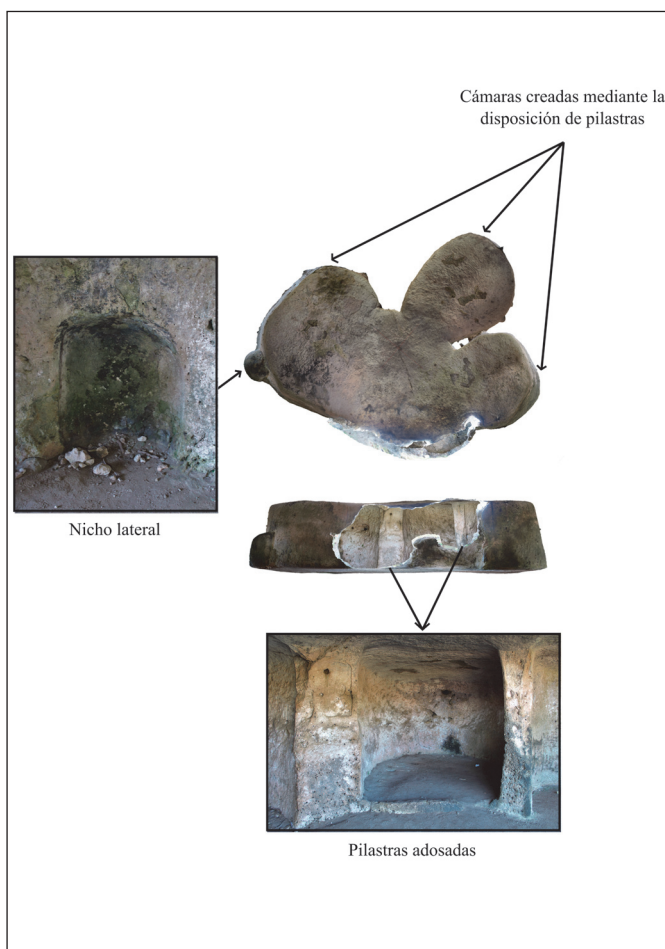 Cámaras creadas mediante la
disposición de pilastras
Nicho lateral
Pilastras adosadas